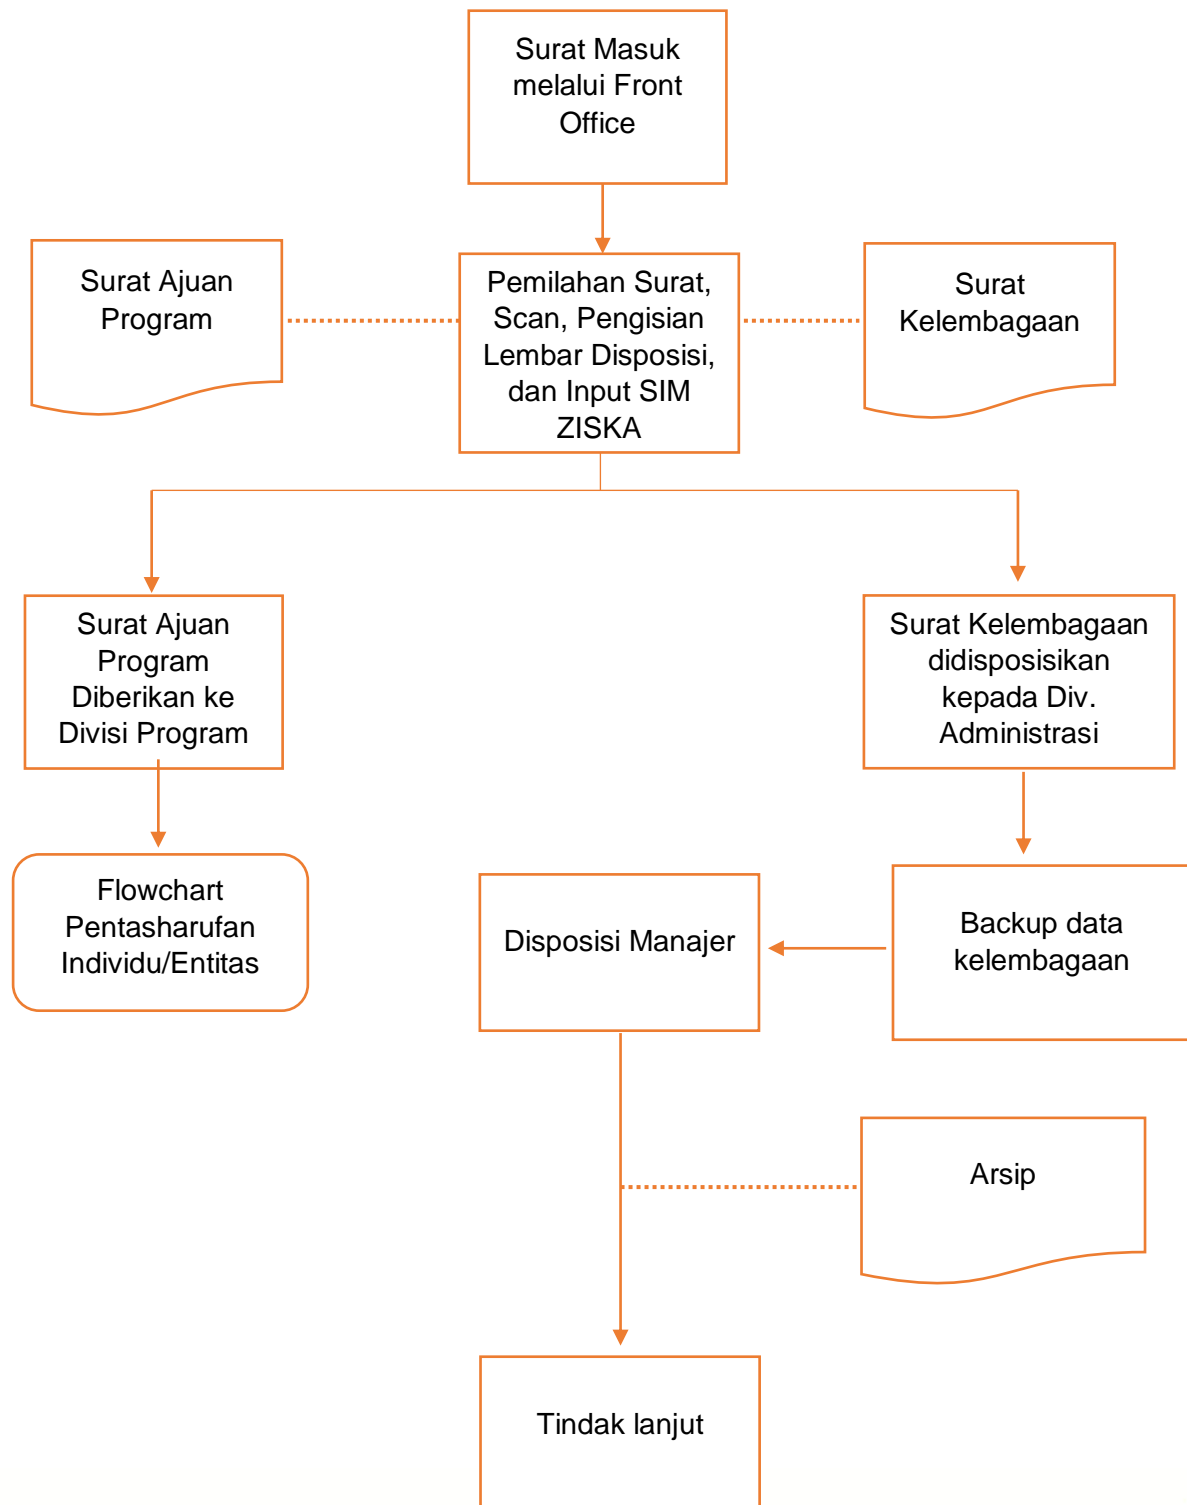 Surat Masuk
melalui Front
Office
Surat Ajuan
Program
Pemilahan Surat,
Scan, Pengisian
Lembar Disposisi,
dan Input SIM
ZISKA
Surat
Kelembagaan
Surat Ajuan
Program
Diberikan ke
Divisi Program
Surat Kelembagaan
didisposisikan
kepada Div.
Administrasi
Flowchart
Pentasharufan
Individu/Entitas
Disposisi Manajer
Backup data
kelembagaan
Arsip
Tindak lanjut